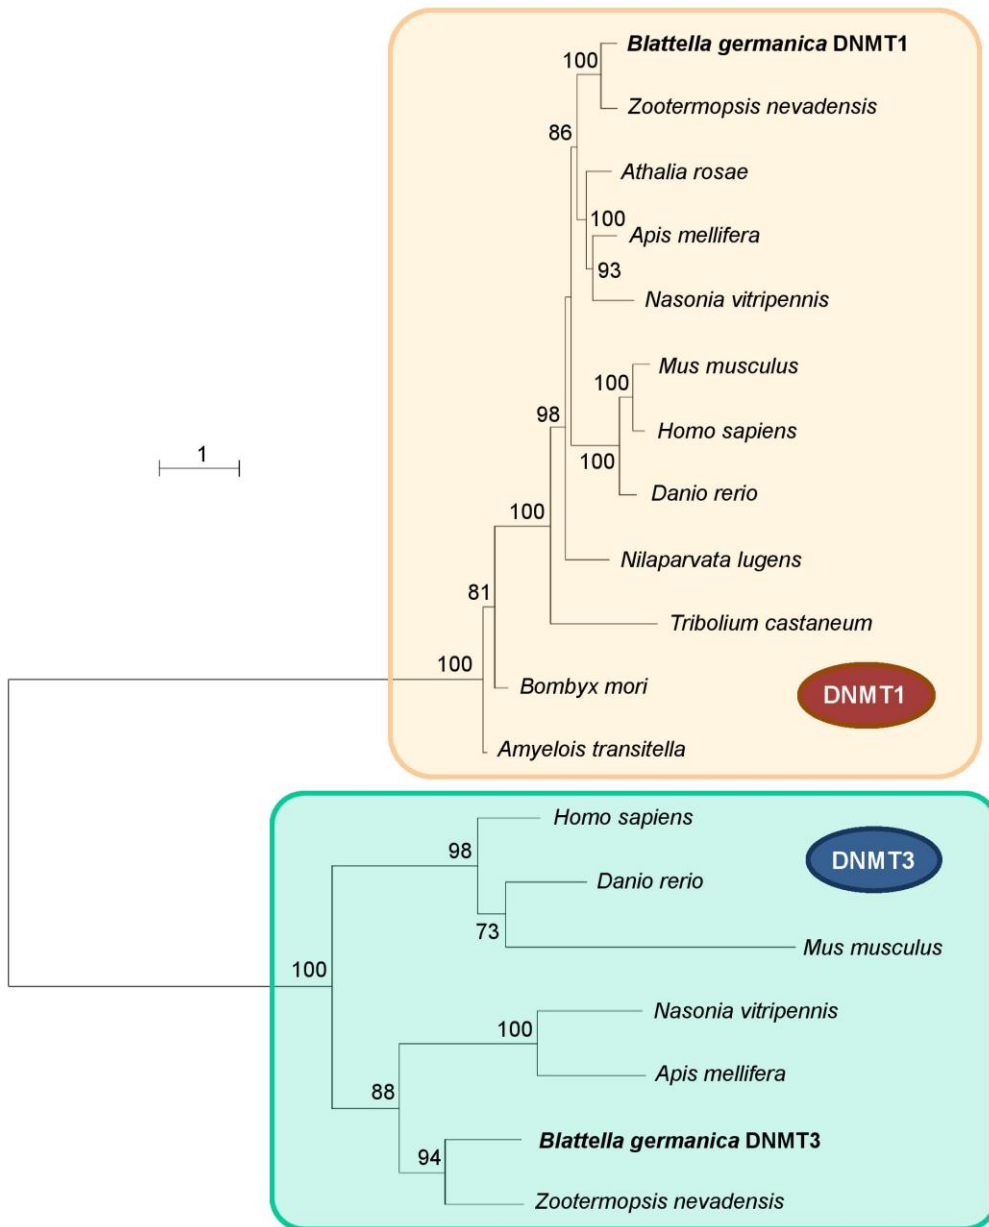 Blattella germanica DNMT1
100
Zootermopsis nevadensis
86
Athalia rosae
100
Apis mellifera
93
Nasonia vitripennis
Mus musculus
100
98
Homo sapiens
1
100
Danio rerio
100
Nilaparvata lugens
81
Tribolium castaneum
100
Bombyx mori
DNMT1
Amyelois transitella
Homo sapiens
98
DNMT3
Danio rerio
73
Mus musculus
100
Nasonia vitripennis
100
Apis mellifera
88
Blattella germanica DNMT3
94
Zootermopsis nevadensis